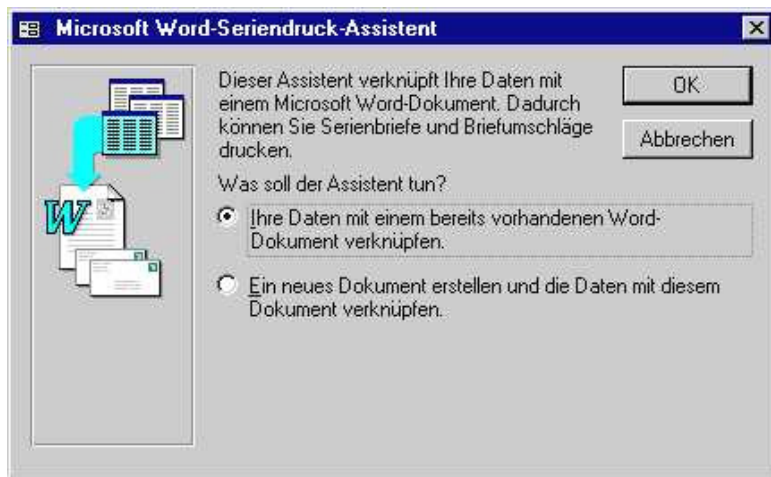 Microsoft Word-Seriendruck-Assistent
Dieser Assistent verknüpft Ihre Daten mit
einem Microsoft Word-Dokument. Dadurch
können Sie Serienbriefe und Briefumschläge
drucken.
OK
Abbrechen
Was soll der Assistent tun?
Ihre Daten mit einem bereits vorhandenen Word-
Dokument verknüpfen.
Ein neues Dokument erstellen und die Daten mit diesem
Dokument verknüpfen.
W